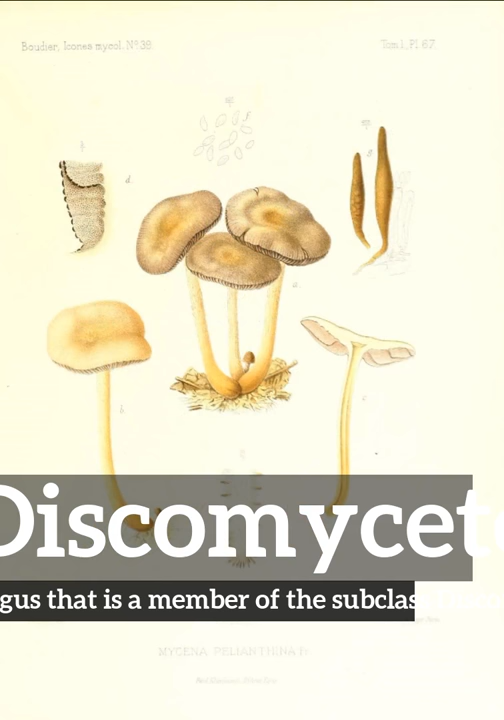 Boudier, Icones mycol. Nº 38.
Tom I, Pl. 67.
Discomycet
gus that is a member of the subclas
MYCENA PELIANTHINA Fr.